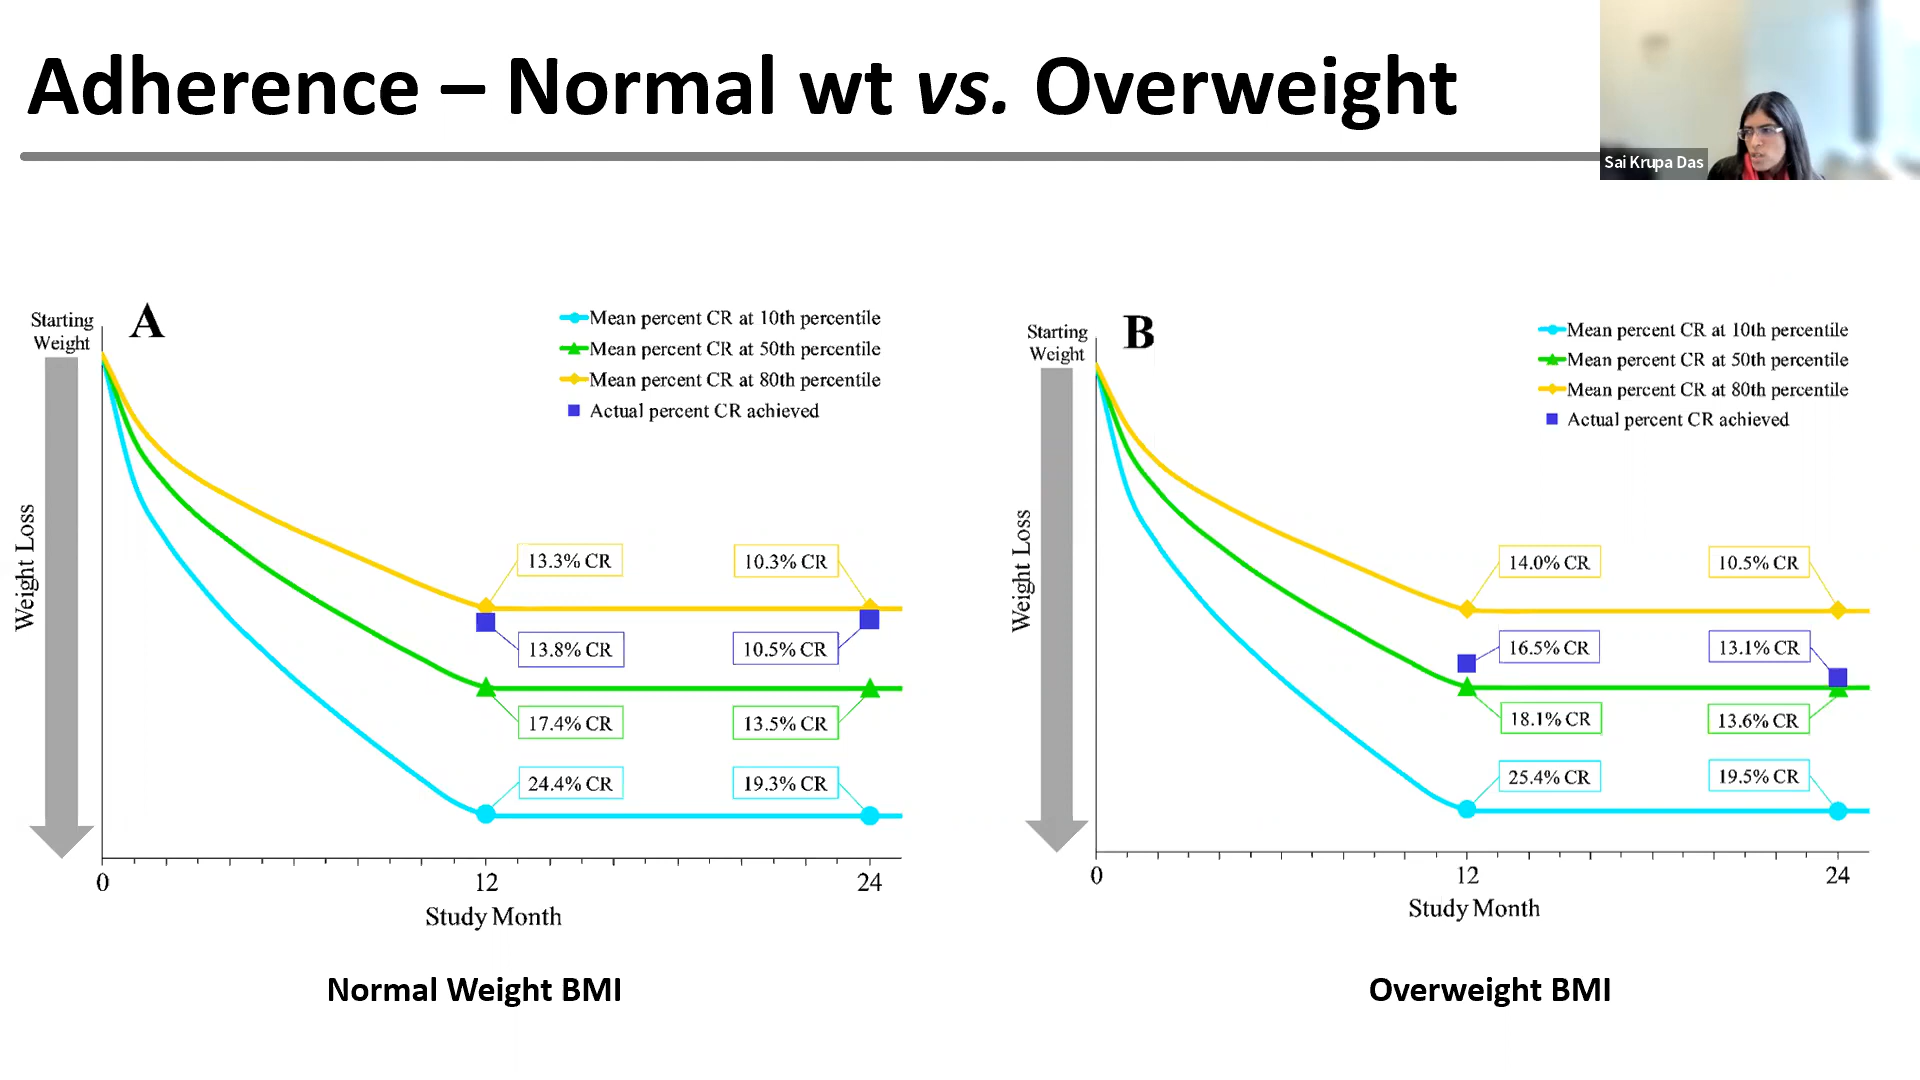 Adherence – Normal wt vs. Overweight
Sai Krupa Das
Starting
Weight
A
Mean percent CR at 10th percentile
Mean percent CR at 50th percentile
Mean percent CR at 80th percentile
Actual percent CR achieved
Weight Loss
13.3% CR
10.3% CR
13.8% CR
10.5% CR
17.4% CR
13.5% CR
24.4% CR
19.3% CR
0
12
24
Study Month
Normal Weight BMI
Starting
Weight
B
Mean percent CR at 10th percentile
Mean percent CR at 50th percentile
Mean percent CR at 80th percentile
Actual percent CR achieved
Weight Loss
14.0% CR
10.5% CR
16.5% CR
13.1% CR
18.1% CR
13.6% CR
25.4% CR
19.5% CR
0
12
24
Study Month
Overweight BMI